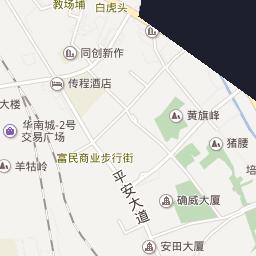 教场埔
白虎头
同创新作
传程酒店
大楼
黄旗峰
华南城-2号
交易广场
猪腰
富民商业步行街
羊牯岭
培
平安大道
确威大厦
安田大厦